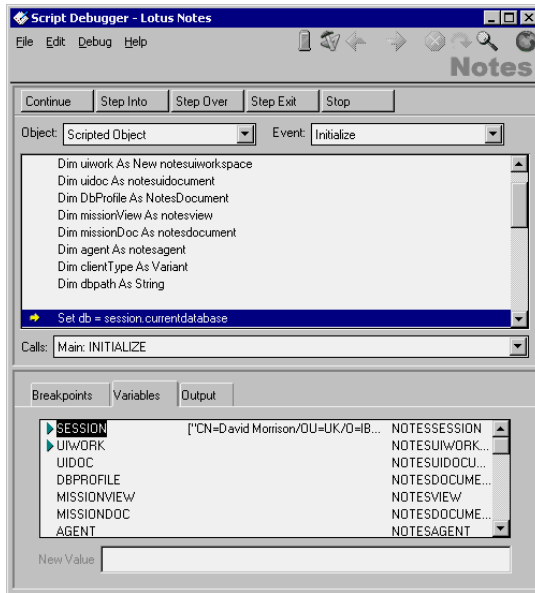 Script Debugger - Lotus Notes
File Edit Debug Help
Notes
Continue Step Into Step Over Step Exit Stop
Object: Scripted Object Event: Initialize
Dim uiwork As New notesuiworkspace
Dim uidoc As notesuidocument
Dim DbProfile As NotesDocument
Dim missionView As notesview
Dim missionDoc As notesdocument
Dim agent As notesagent
Dim clientType As Variant
Dim dbpath As String
Set db = session.currentdatabase
Calls: Main: INITIALIZE
Breakpoints Variables Output
SESSION ["CN=David Morrison/OU=UK/O=IB... NOTESSESSION
UIWORK NOTESUIWORK...
UIDOC NOTESUIDOCU...
DBPROFILE NOTESDOCUME...
MISSIONVIEW NOTESVIEW
MISSIONDOC NOTESDOCUME...
AGENT NOTESAGENT
New Value